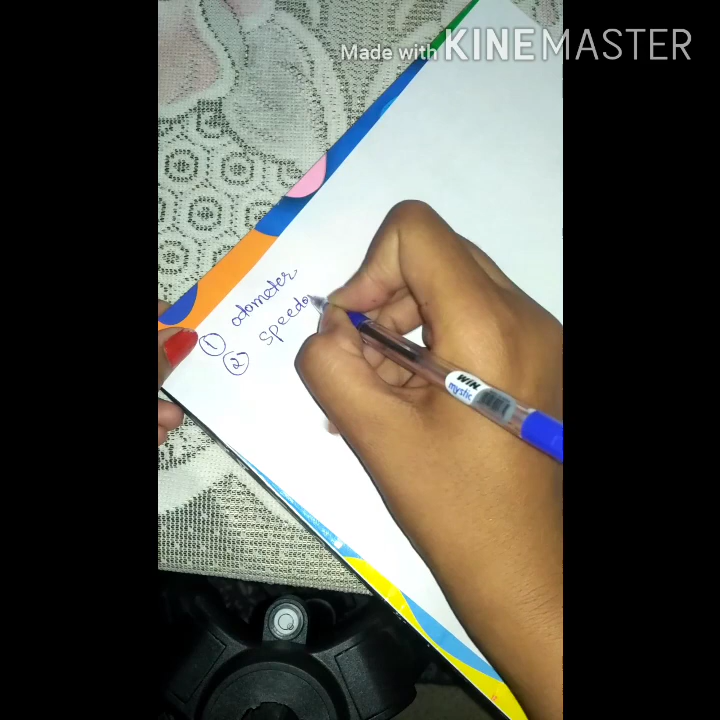 Made with KINEMASTER
① odometer
② speedo
WIN
mystic